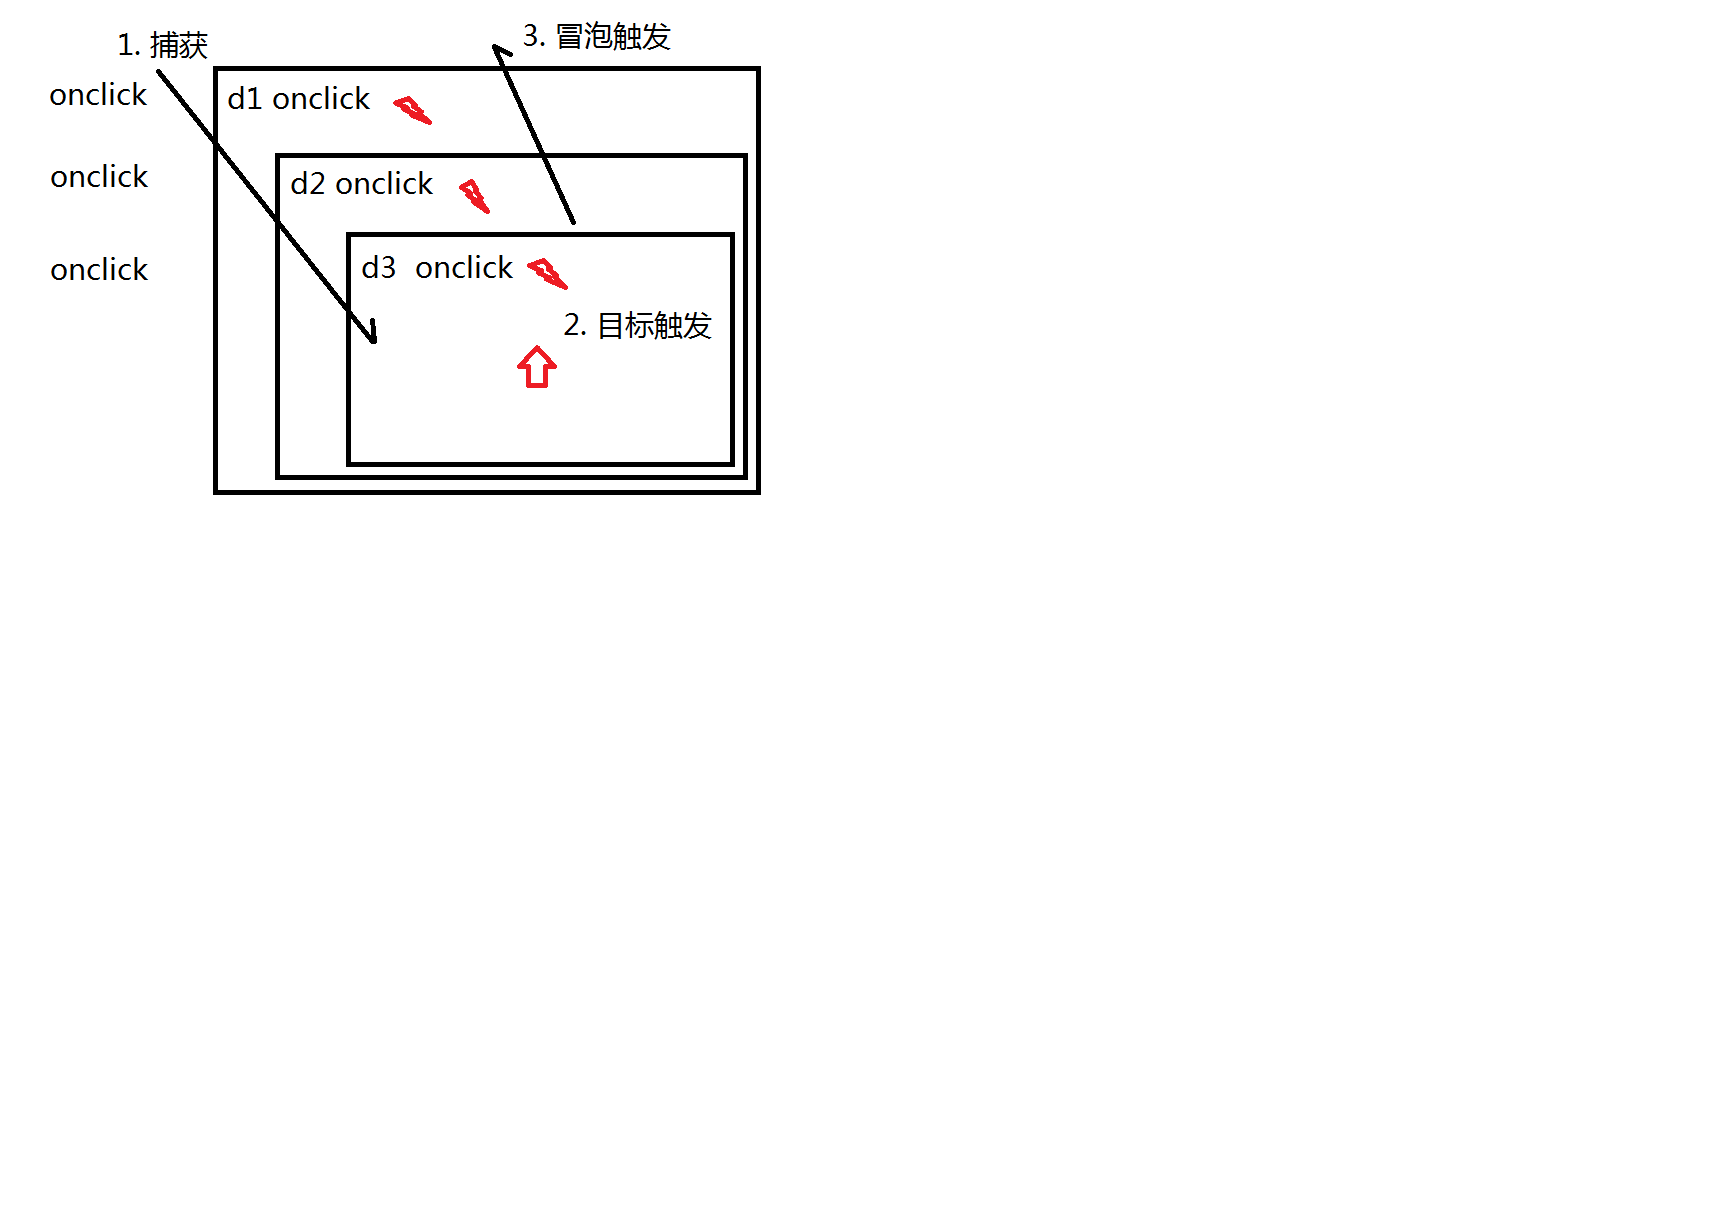 1. 捕获
3. 冒泡触发
onclick
d1 onclick
onclick
d2 onclick
onclick
d3 onclick
2. 目标触发